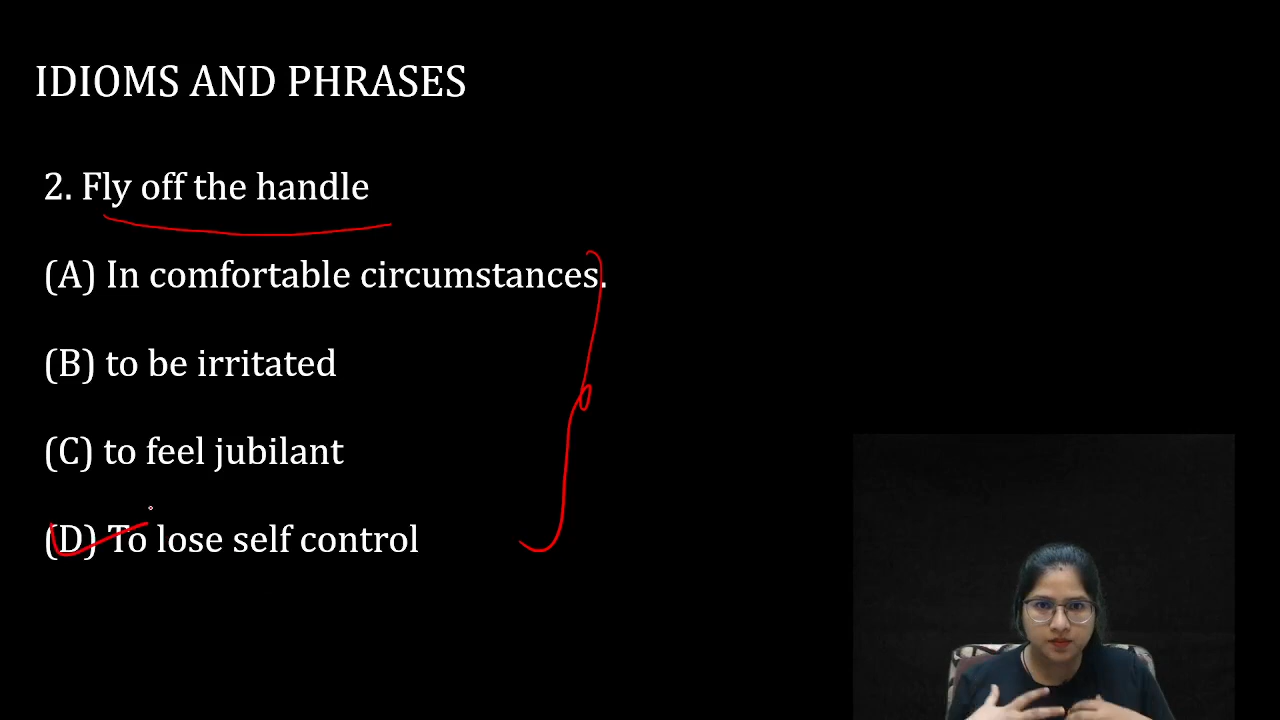 IDIOMS AND PHRASES
2. Fly off the handle
(A) In comfortable circumstances.
(B) to be irritated
(C) to feel jubilant
(D) To lose self control